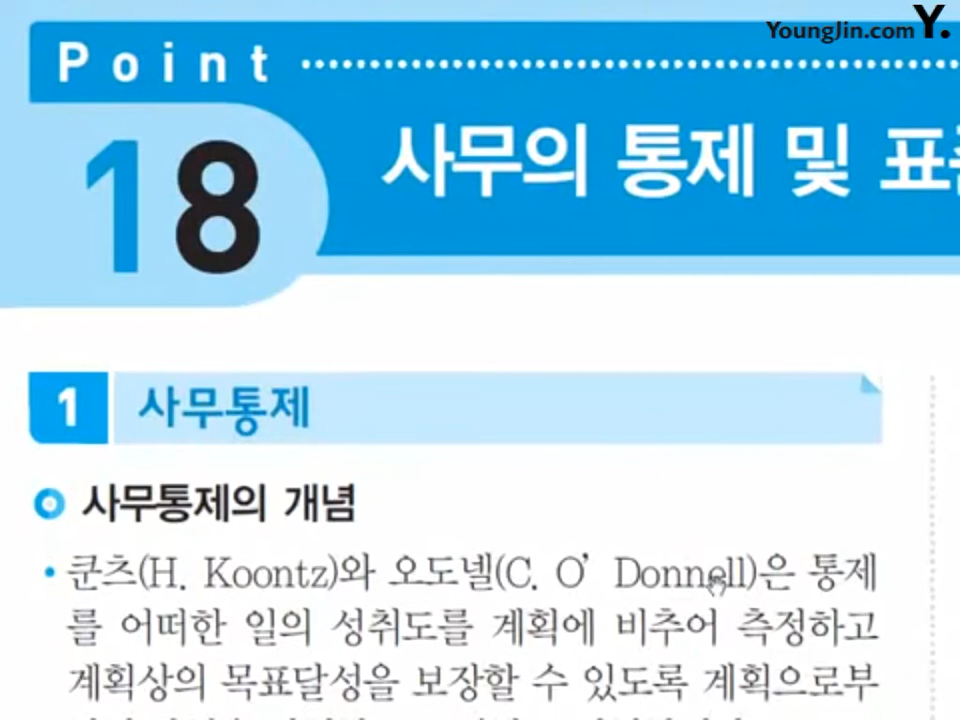 YoungJin.com Y.
Point
18
사무의 통제 및
1 사무통제
사무통제의 개념
• 쿤츠(H. Koontz)와 오도넬(C. O' Donnell)은 통제
를 어떠한 일의 성취도를 계획에 비추어 측정하고
계획상의 목표달성을 보장할 수 있도록 계획으로부